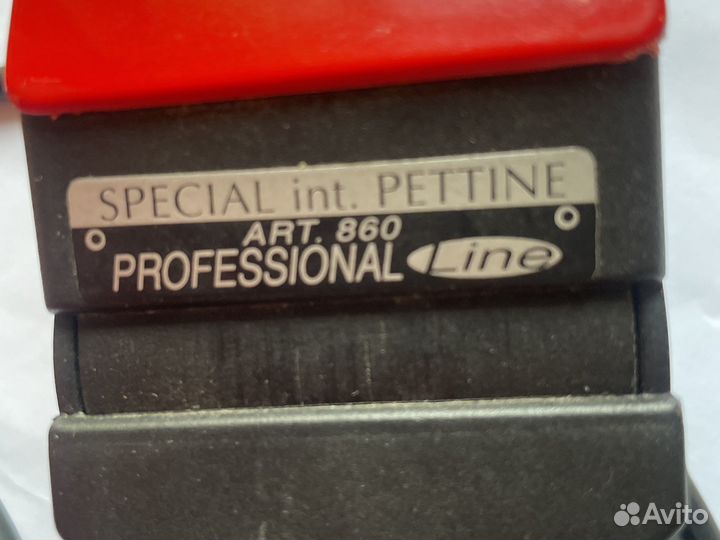 SPECIAL int. PETTINE
ART. 860
PROFESSIONAL Line
Avito